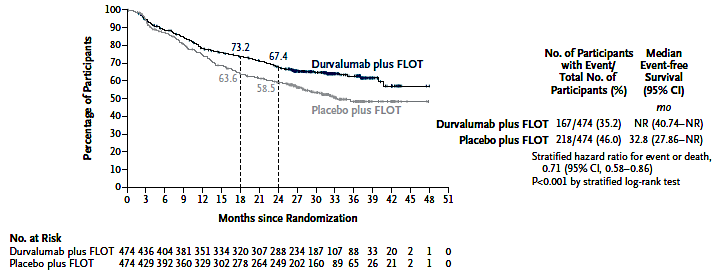 100
90
80
70
60
50
40
30
20
10
0
Percentage of Participants
73.2
67.4
63.6
58.5
Durvalumab plus FLOT
Placebo plus FLOT
0 3 6 9 12 15 18 21 24 27 30 33 36 39 42 45 48 51
Months since Randomization
No. of Participants with Event/ Total No. of Participants (%)
Median Event-free Survival (95% CI)
mo
Durvalumab plus FLOT 167/474 (35.2) NR (40.74–NR)
Placebo plus FLOT 218/474 (46.0) 32.8 (27.86–NR)
Stratified hazard ratio for event or death,
0.71 (95% CI, 0.58–0.86)
P<0.001 by stratified log-rank test
No. at Risk
Durvalumab plus FLOT 474 436 404 381 351 334 320 307 288 234 187 107 88 33 20 2 1 0
Placebo plus FLOT 474 429 392 360 329 302 278 264 249 202 160 89 65 26 21 2 1 0